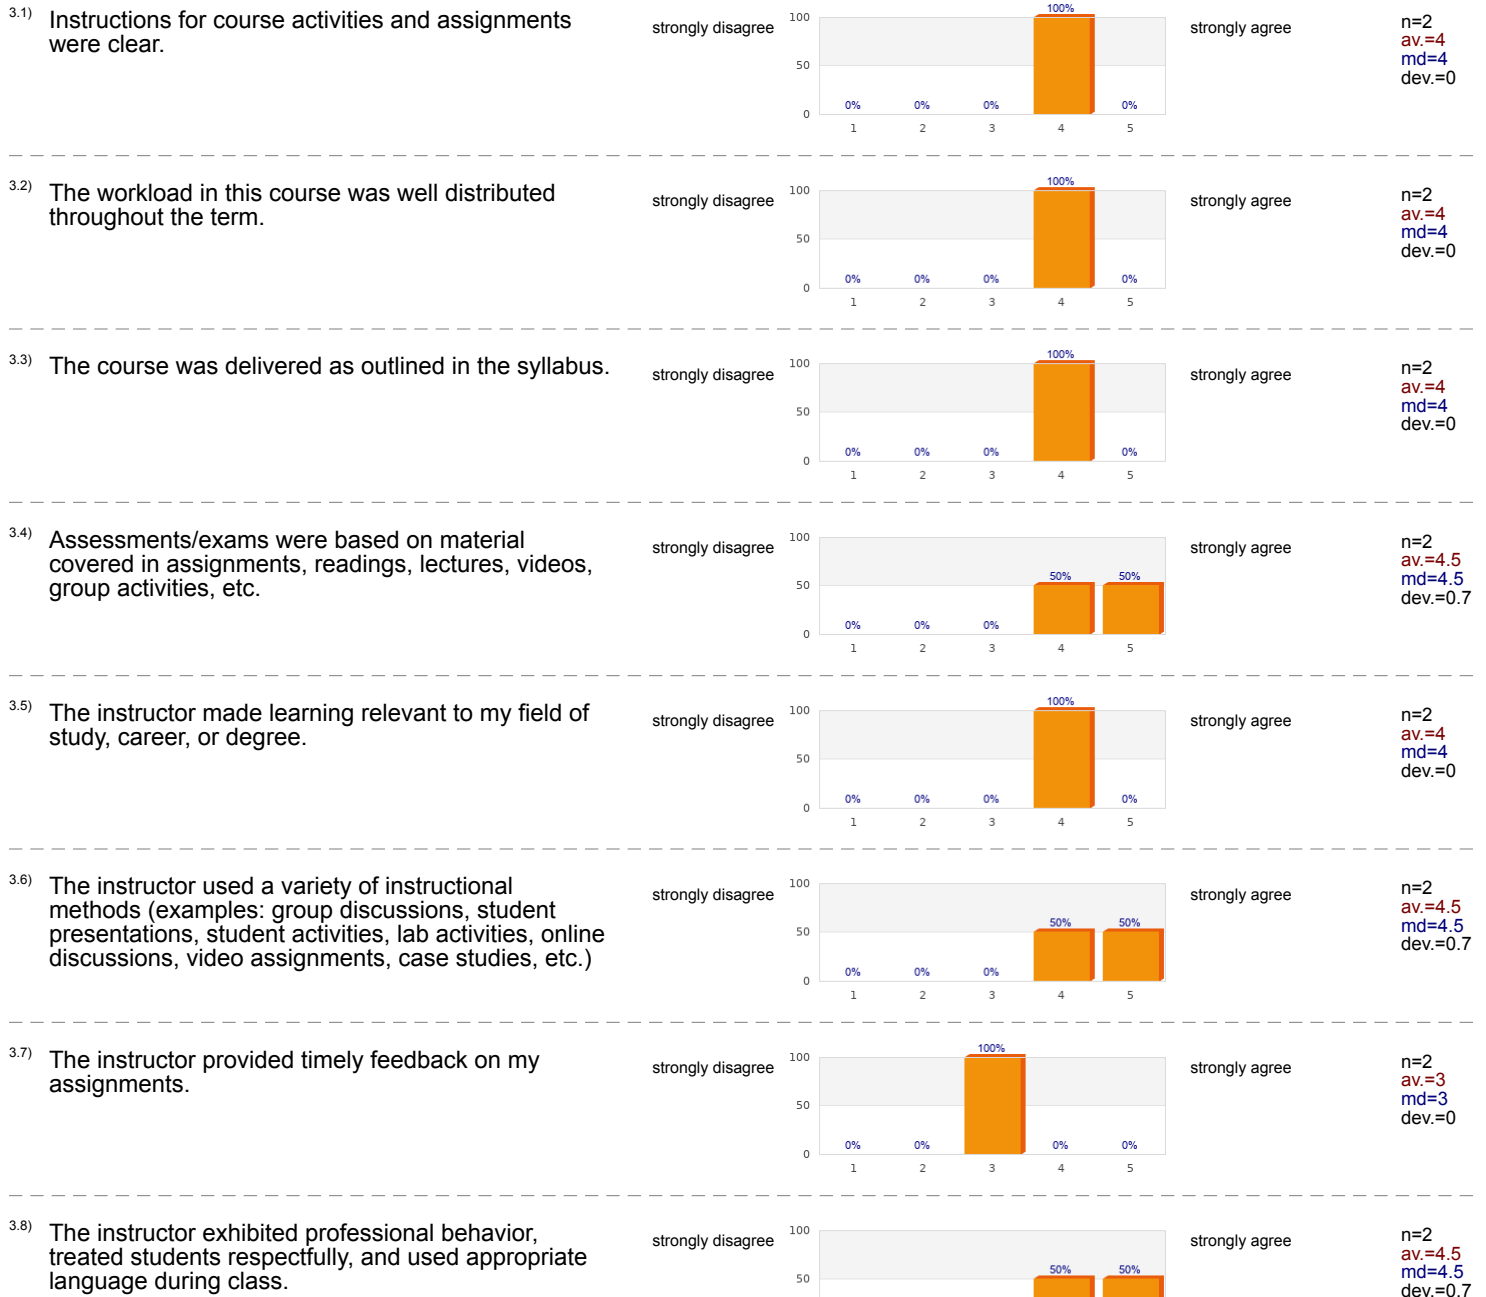 3.1) Instructions for course activities and assignments
were clear.
strongly disagree
100
50
0
100%
0% 0% 0% 0%
1 2 3 4 5
strongly agree
n=2
av.=4
md=4
dev.=0
3.2) The workload in this course was well distributed
throughout the term.
strongly disagree
100
50
0
100%
0% 0% 0% 0%
1 2 3 4 5
strongly agree
n=2
av.=4
md=4
dev.=0
3.3) The course was delivered as outlined in the syllabus.
strongly disagree
100
50
0
100%
0% 0% 0% 0%
1 2 3 4 5
strongly agree
n=2
av.=4
md=4
dev.=0
3.4) Assessments/exams were based on material
covered in assignments, readings, lectures, videos,
group activities, etc.
strongly disagree
100
50
0
50% 50%
0% 0% 0%
1 2 3 4 5
strongly agree
n=2
av.=4.5
md=4.5
dev.=0.7
3.5) The instructor made learning relevant to my field of
study, career, or degree.
strongly disagree
100
50
0
100%
0% 0% 0% 0%
1 2 3 4 5
strongly agree
n=2
av.=4
md=4
dev.=0
3.6) The instructor used a variety of instructional
methods (examples: group discussions, student
presentations, student activities, lab activities, online
discussions, video assignments, case studies, etc.)
strongly disagree
100
50
0
50% 50%
0% 0% 0%
1 2 3 4 5
strongly agree
n=2
av.=4.5
md=4.5
dev.=0.7
3.7) The instructor provided timely feedback on my
assignments.
strongly disagree
100
50
0
100%
0% 0% 0% 0%
1 2 3 4 5
strongly agree
n=2
av.=3
md=3
dev.=0
3.8) The instructor exhibited professional behavior,
treated students respectfully, and used appropriate
language during class.
strongly disagree
100
50
50% 50%
strongly agree
n=2
av.=4.5
md=4.5
dev.=0.7